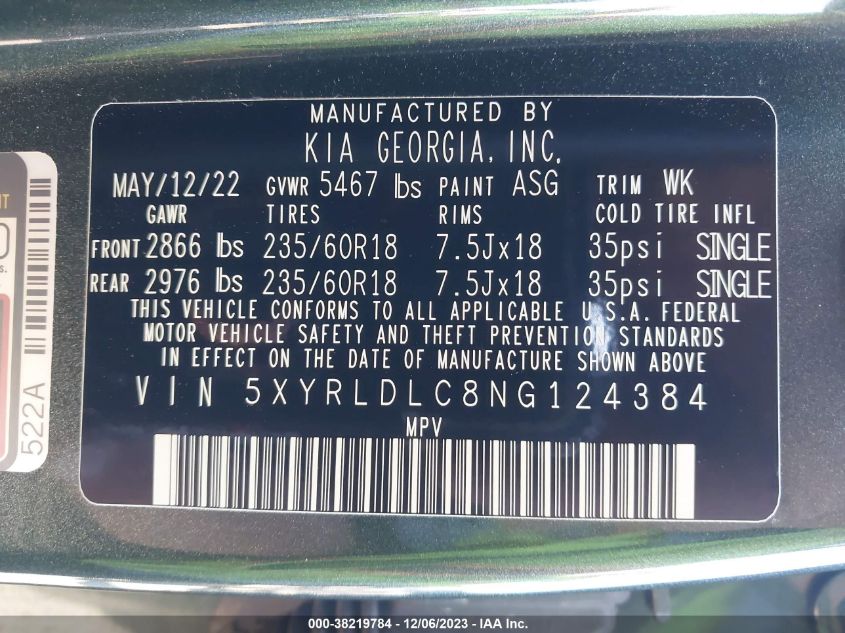 MANUFACTURED BY
KIA GEORGIA, INC.
MAY/12/22 GVWR 5467 lbs PAINT ASG TRIM WK
GAWR TIRES RIMS COLD TIRE INFL
FRONT 2866 lbs 235/60R18 7.5Jx18 35psi SINGLE
REAR 2976 lbs 235/60R18 7.5Jx18 35psi SINGLE
THIS VEHICLE CONFORMS TO ALL APPLICABLE U.S.A. FEDERAL
MOTOR VEHICLE SAFETY AND THEFT PREVENTION STANDARDS
IN EFFECT ON THE DATE OF MANUFACTURE SHOWN ABOVE
VIN 5XYRLDLC8NG124384
MPV
522A
000-38219784 - 12/06/2023 - IMG_*****.jpg